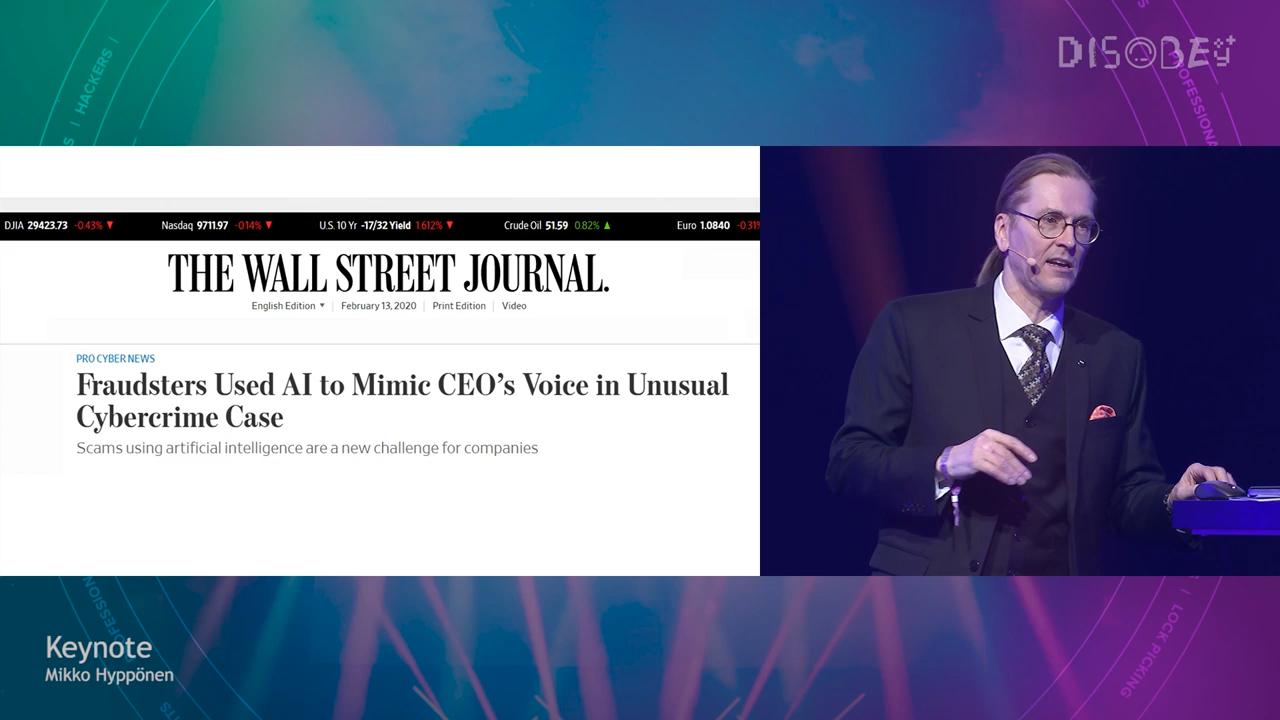 HACKERS |
DISOBEY
PROFESSIONA
DJIA 29423.73 -0.43% ▼ Nasdaq 9711.97 -0.14% ▼ U.S. 10 Yr -17/32 Yield 1.612% ▼ Crude Oil 51.59 0.82% ▲ Euro 1.0840 -0.31%
THE WALL STREET JOURNAL.
English Edition ▼ | February 13, 2020 | Print Edition | Video
PRO CYBER NEWS
Fraudsters Used AI to Mimic CEO's Voice in Unusual
Cybercrime Case
Scams using artificial intelligence are a new challenge for companies
| LOCK PICKING
Keynote
Mikko Hyppönen